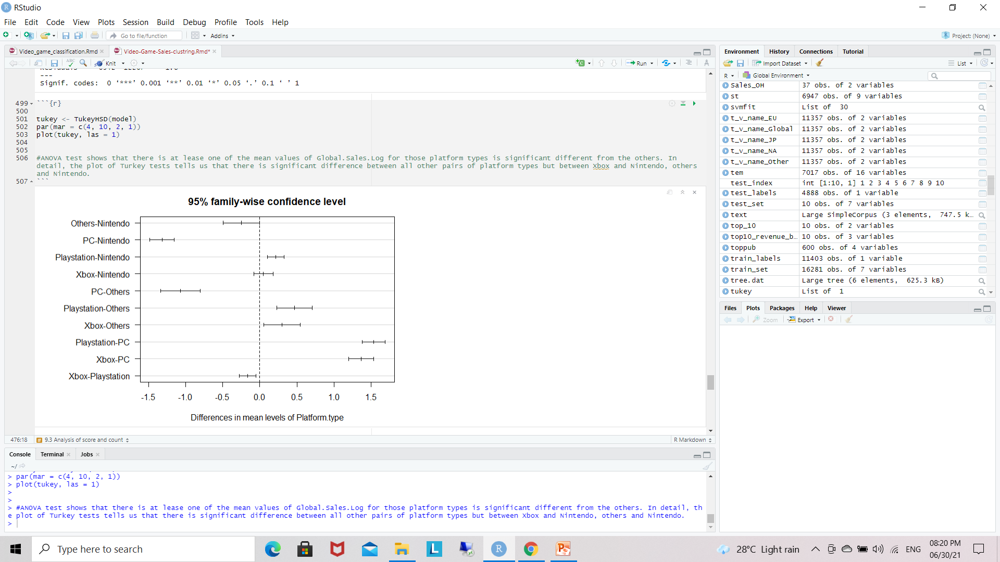 RStudio
File Edit Code View Plots Session Build Debug Profile Tools Help
Go to file/function Addins Project: (None)
Video_game_classification.Rmd Video-Game-Sales-clustring.Rmd*
ABC Knit Run
---
Signif. codes:  0 ‘***’ 0.001 ‘**’ 0.01 ‘*’ 0.05 ‘.’ 0.1 ‘ ’ 1
499 ```{r}
500
501 tukey <- TukeyHSD(model)
502 par(mar = c(4, 10, 2, 1))
503 plot(tukey, las = 1)
504
505
506 #ANOVA test shows that there is at lease one of the mean values of Global.Sales.Log for those platform types is significant different from the others. In
detail, the plot of Turkey tests tells us that there is significant difference between all other pairs of platform types but between Xbox and Nintendo, others
and Nintendo.
507 ```
95% family-wise confidence level
Others-Nintendo
PC-Nintendo
Playstation-Nintendo
Xbox-Nintendo
PC-Others
Playstation-Others
Xbox-Others
Playstation-PC
Xbox-PC
Xbox-Playstation
-1.5 -1.0 -0.5 0.0 0.5 1.0 1.5
Differences in mean levels of Platform.type
476:18 # 9.3 Analysis of score and count R Markdown
Console Terminal Jobs
~/
> par(mar = c(4, 10, 2, 1))
> plot(tukey, las = 1)
>
>
> #ANOVA test shows that there is at lease one of the mean values of Global.Sales.Log for those platform types is significant different from the others. In detail, th
e plot of Turkey tests tells us that there is significant difference between all other pairs of platform types but between Xbox and Nintendo, others and Nintendo.
>
Environment History Connections Tutorial
Import Dataset List
R Global Environment
Sales_OH 37 obs. of 2 variables
st 6947 obs. of 9 variables
svmfit List of  30
t_v_name_EU 11357 obs. of 2 variables
t_v_name_Global 11357 obs. of 2 variables
t_v_name_JP 11357 obs. of 2 variables
t_v_name_NA 11357 obs. of 2 variables
t_v_name_Other 11357 obs. of 2 variables
tem 7017 obs. of 16 variables
test_index int [1:10, 1] 1 2 3 4 5 6 7 8 9 10
test_labels 4888 obs. of 1 variable
test_set 10 obs. of 7 variables
text Large SimpleCorpus (3 elements,  747.5 k…
top_10 10 obs. of 2 variables
top10_revenue_b… 10 obs. of 3 variables
toppub 600 obs. of 4 variables
train_labels 11403 obs. of 1 variable
train_set 16281 obs. of 7 variables
tree.dat Large tree (6 elements,  625.3 kB)
tukey List of  1
Files Plots Packages Help Viewer
Zoom Export
Type here to search
L R
28°C Light rain ENG 08:20 PM
06/30/21